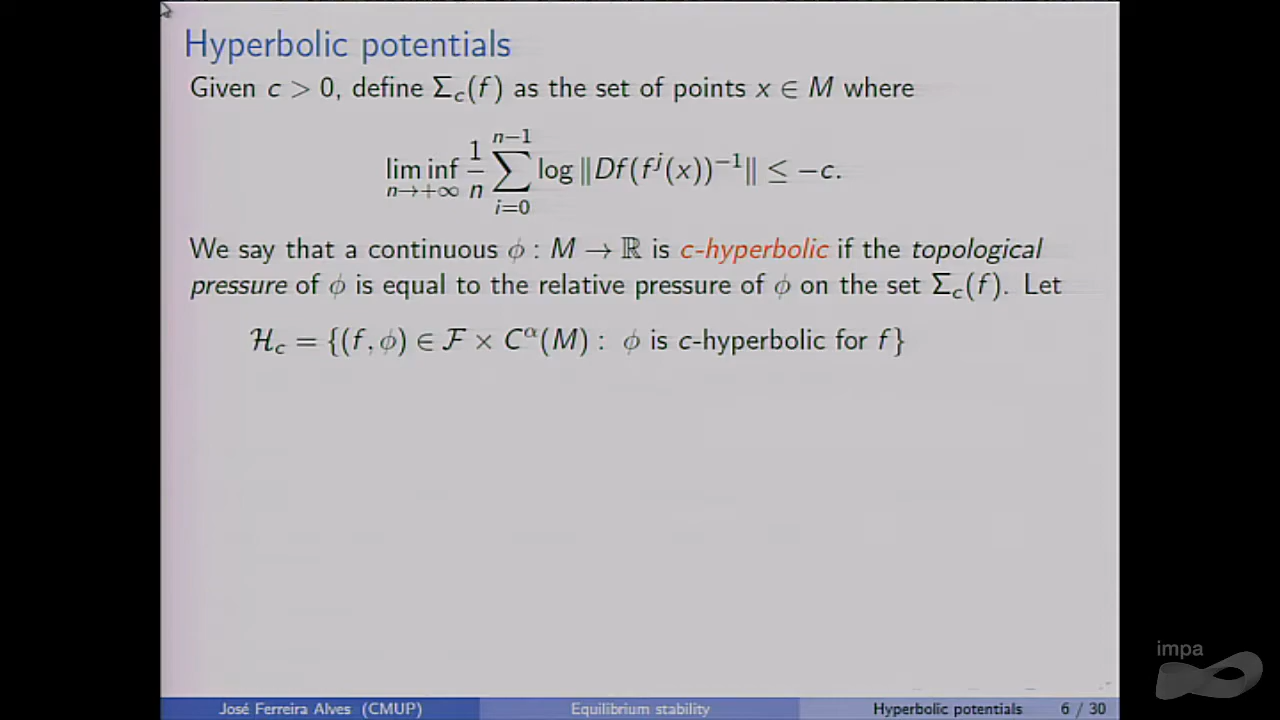 Hyperbolic potentials
Given c > 0, define Σ_c(f) as the set of points x ∈ M where
lim inf_{n→+∞} 1/n ∑_{i=0}^{n−1} log ‖Df(f^j(x))^{−1}‖ ≤ −c.
We say that a continuous ϕ : M → ℝ is c-hyperbolic if the topological
pressure of ϕ is equal to the relative pressure of ϕ on the set Σ_c(f). Let
ℋ_c = {(f, ϕ) ∈ ℱ × C^α(M) : ϕ is c-hyperbolic for f}
impa
José Ferreira Alves (CMUP) Equilibrium stability Hyperbolic potentials 6 / 30